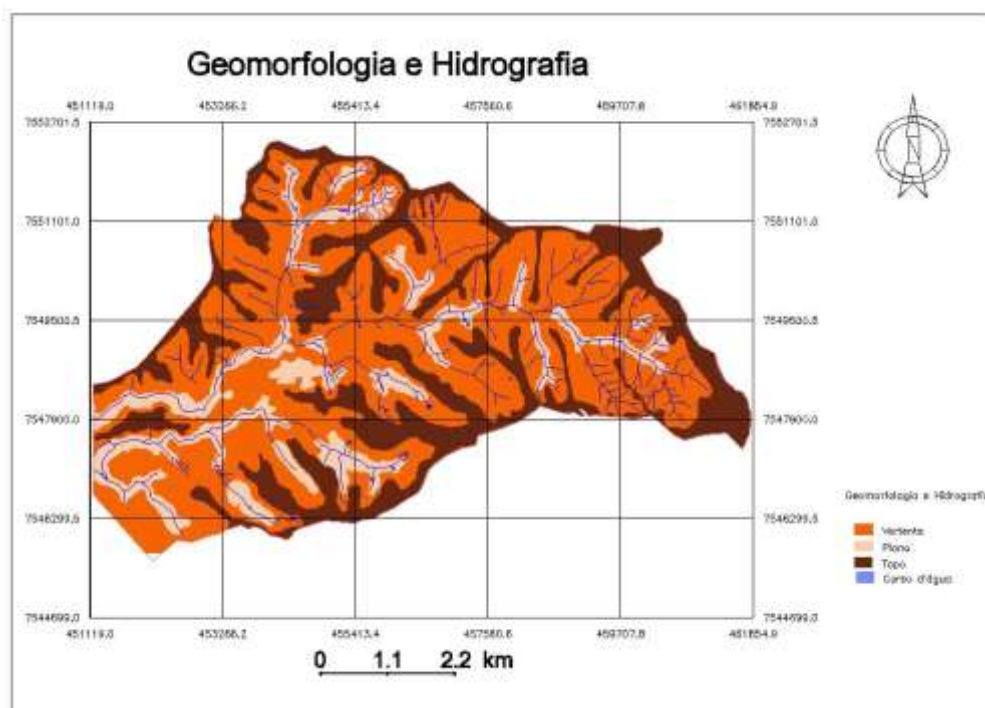 Geomorfologia e Hidrografia
451119.0 453266.2 455413.4 457560.6 459707.8 461854.9
7552701.5 7552701.5
7551101.0 7551101.0
7549500.5 7549500.5
7547900.0 7547900.0
7546299.5 7546299.5
7544699.0 7544699.0
451119.0 453266.2 455413.4 457560.6 459707.8 461854.9
0 1.1 2.2 km
N
Geomorfologia e Hidrografia
Vertente
Plano
Topo
Corpo d'água